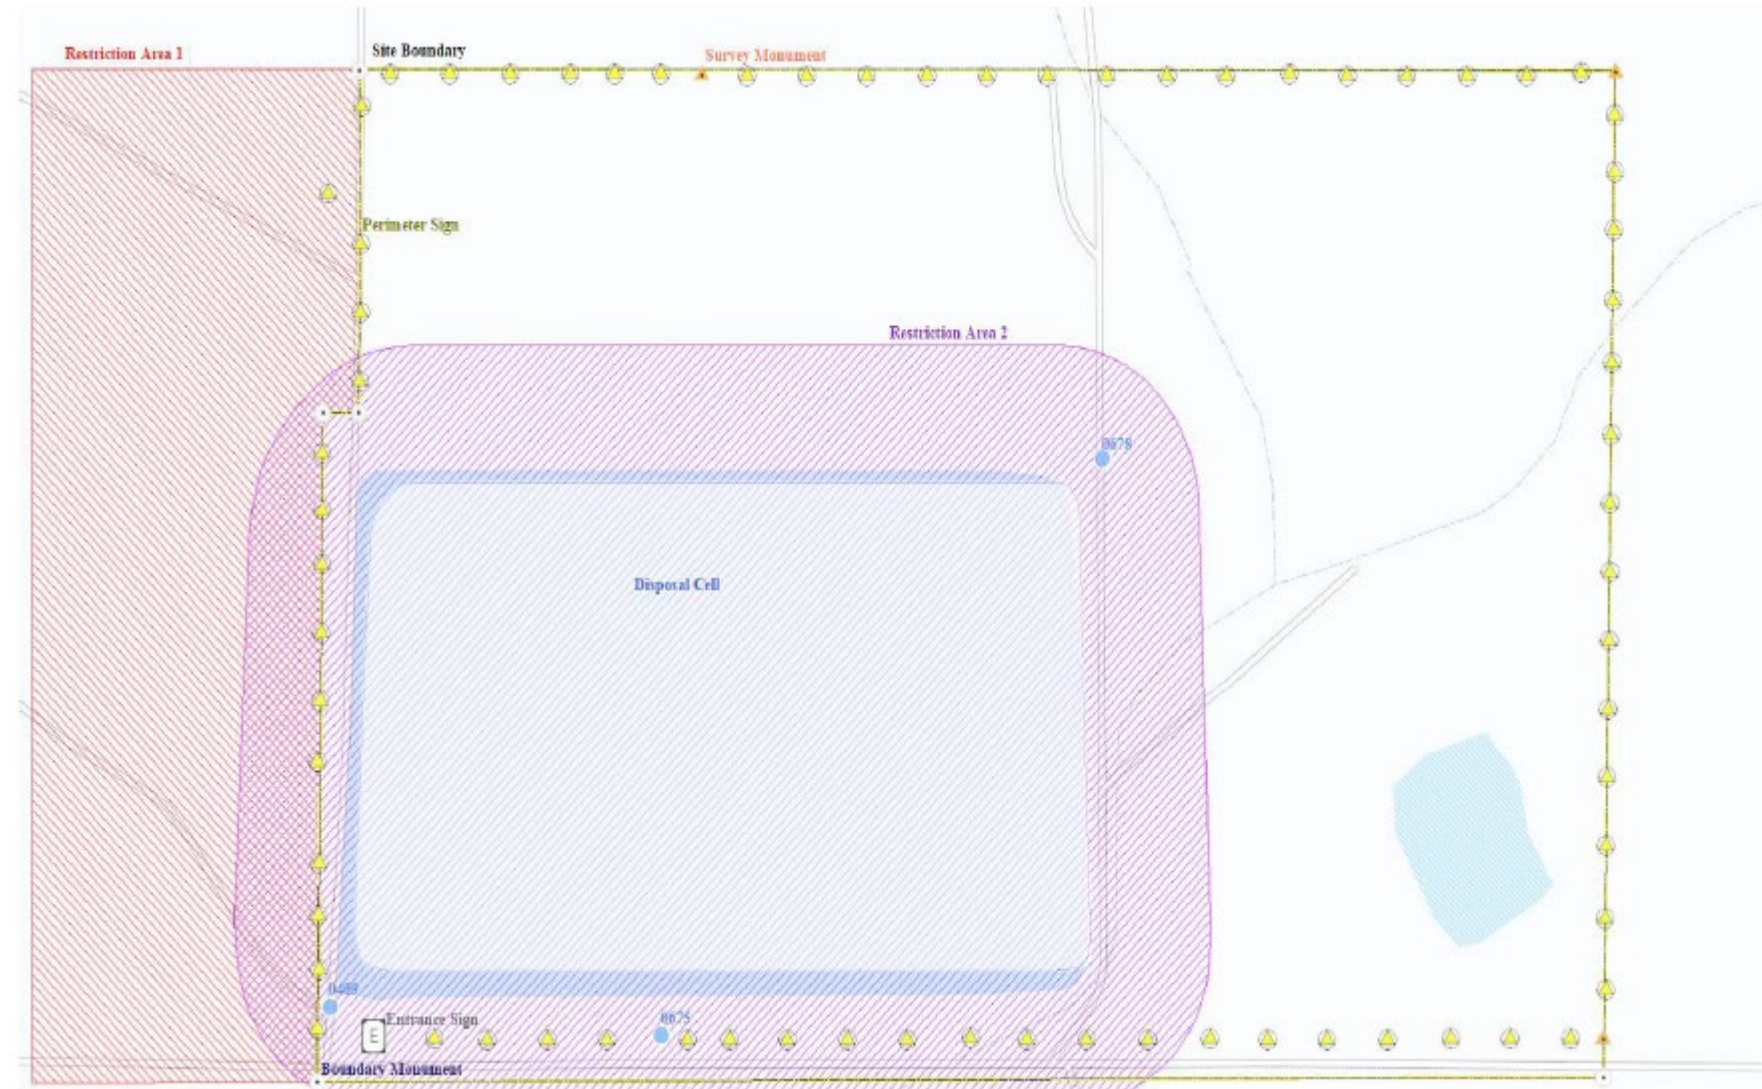 Restriction Area 1
Site Boundary
Survey Monument
Perimeter Sign
Restriction Area 2
0678
Disposal Cell
Entrance Sign
0675
E
Boundary Monument